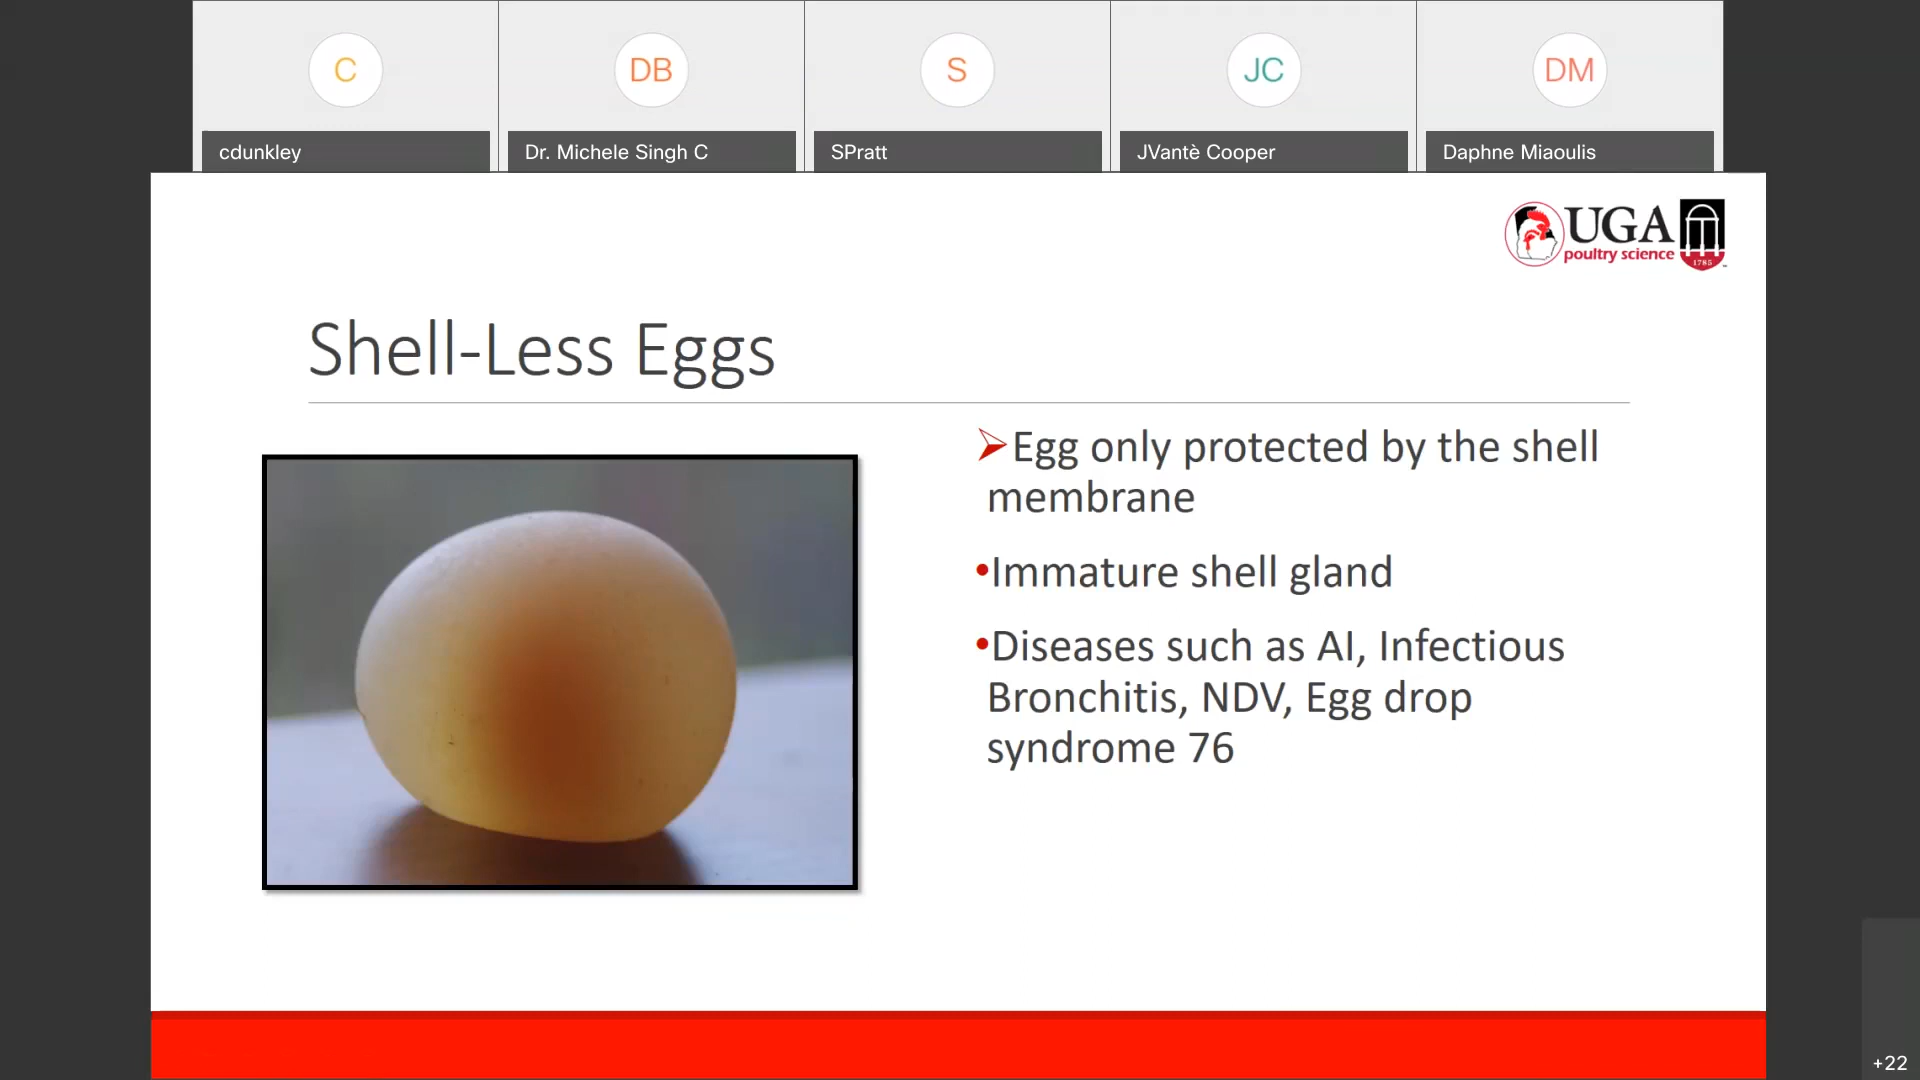 C
DB
S
JC
DM
cdunkley
Dr. Michele Singh C
SPratt
JVantè Cooper
Daphne Miaoulis
UGA
poultry science
1785
Shell-Less Eggs
➢Egg only protected by the shell
membrane
•Immature shell gland
•Diseases such as AI, Infectious
Bronchitis, NDV, Egg drop
syndrome 76
+22